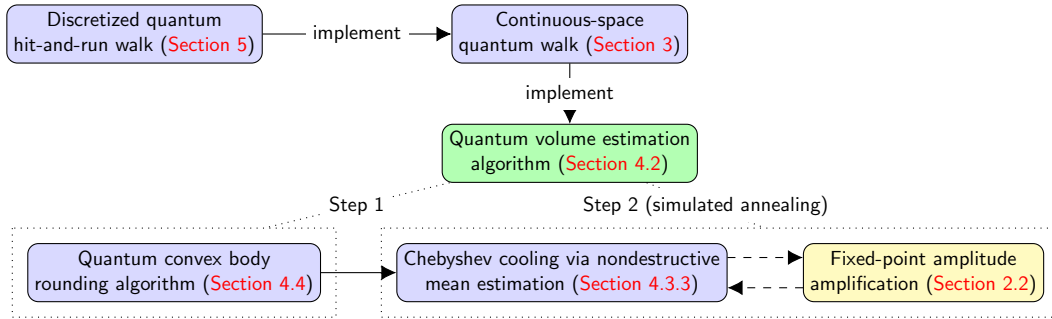 Discretized quantum
hit-and-run walk (Section 5)
implement
Continuous-space
quantum walk (Section 3)
implement
Quantum volume estimation
algorithm (Section 4.2)
Step 1
Step 2 (simulated annealing)
Quantum convex body
rounding algorithm (Section 4.4)
Chebyshev cooling via nondestructive
mean estimation (Section 4.3.3)
Fixed-point amplitude
amplification (Section 2.2)